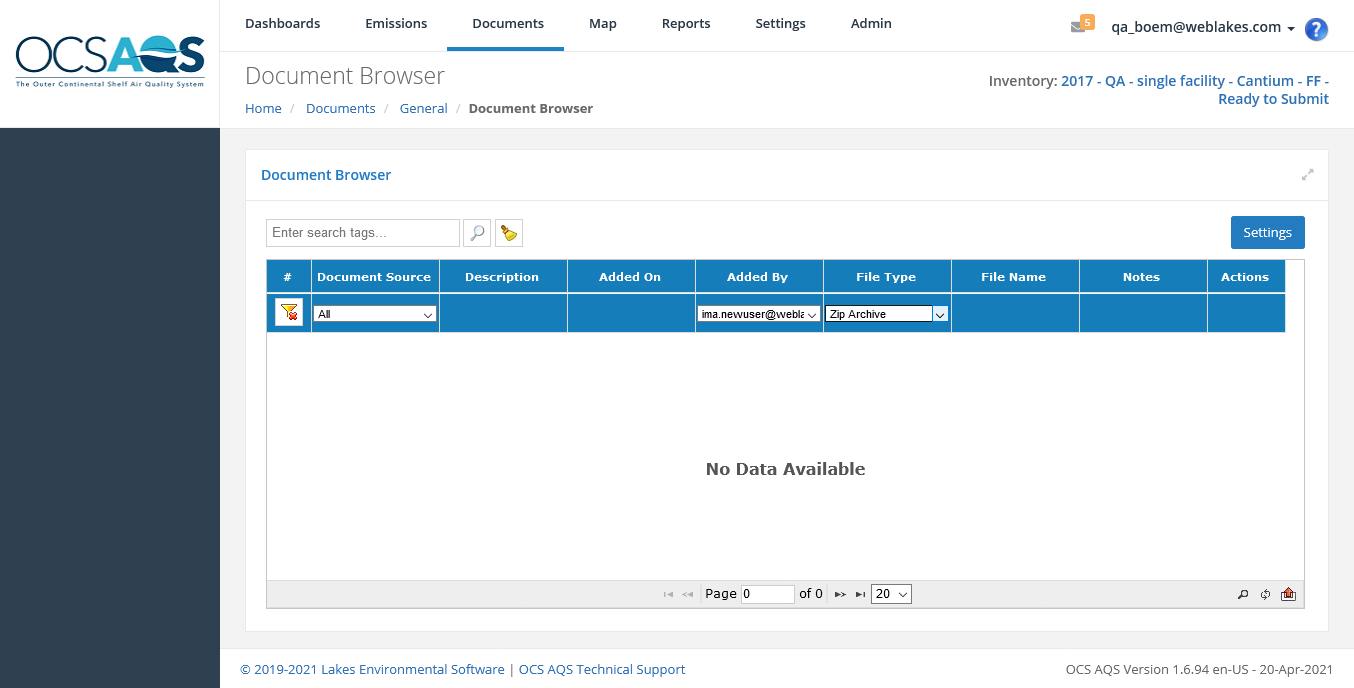 OCSAQS
The Outer Continental Shelf Air Quality System
Dashboards Emissions Documents Map Reports Settings Admin
5
qa_boem@weblakes.com
?
Document Browser
Inventory: 2017 - QA - single facility - Cantium - FF -
Ready to Submit
Home / Documents / General / Document Browser
Document Browser
Enter search tags...
Settings
# Document Source Description Added On Added By File Type File Name Notes Actions
All ima.newuser@webla Zip Archive
No Data Available
Page 0 of 0 20
© 2019-2021 Lakes Environmental Software | OCS AQS Technical Support
OCS AQS Version 1.6.94 en-US - 20-Apr-2021